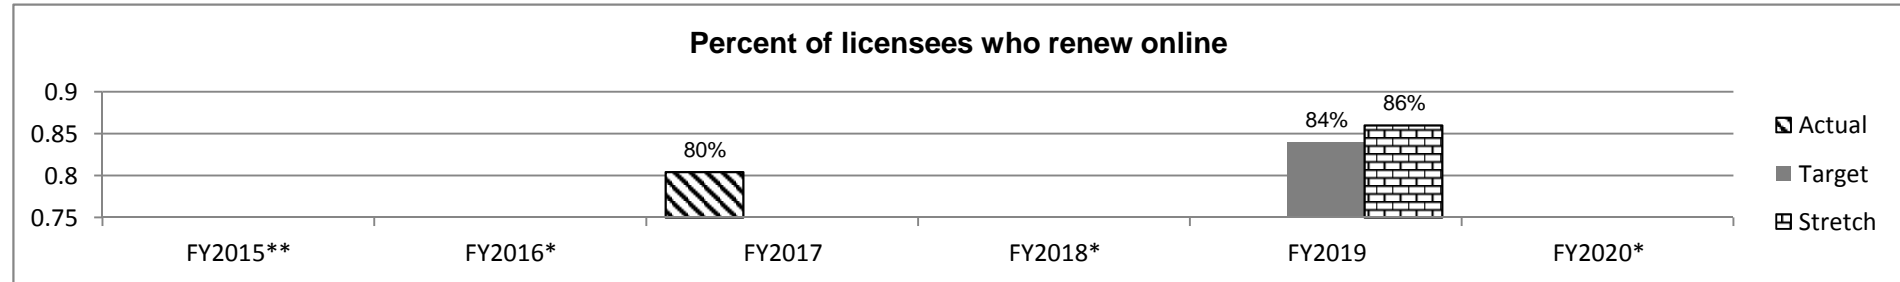 Percent of licensees who renew online
0.9
0.85
0.8
0.75
80%
84%
86%
FY2015**
FY2016*
FY2017
FY2018*
FY2019
FY2020*
Actual
Target
Stretch